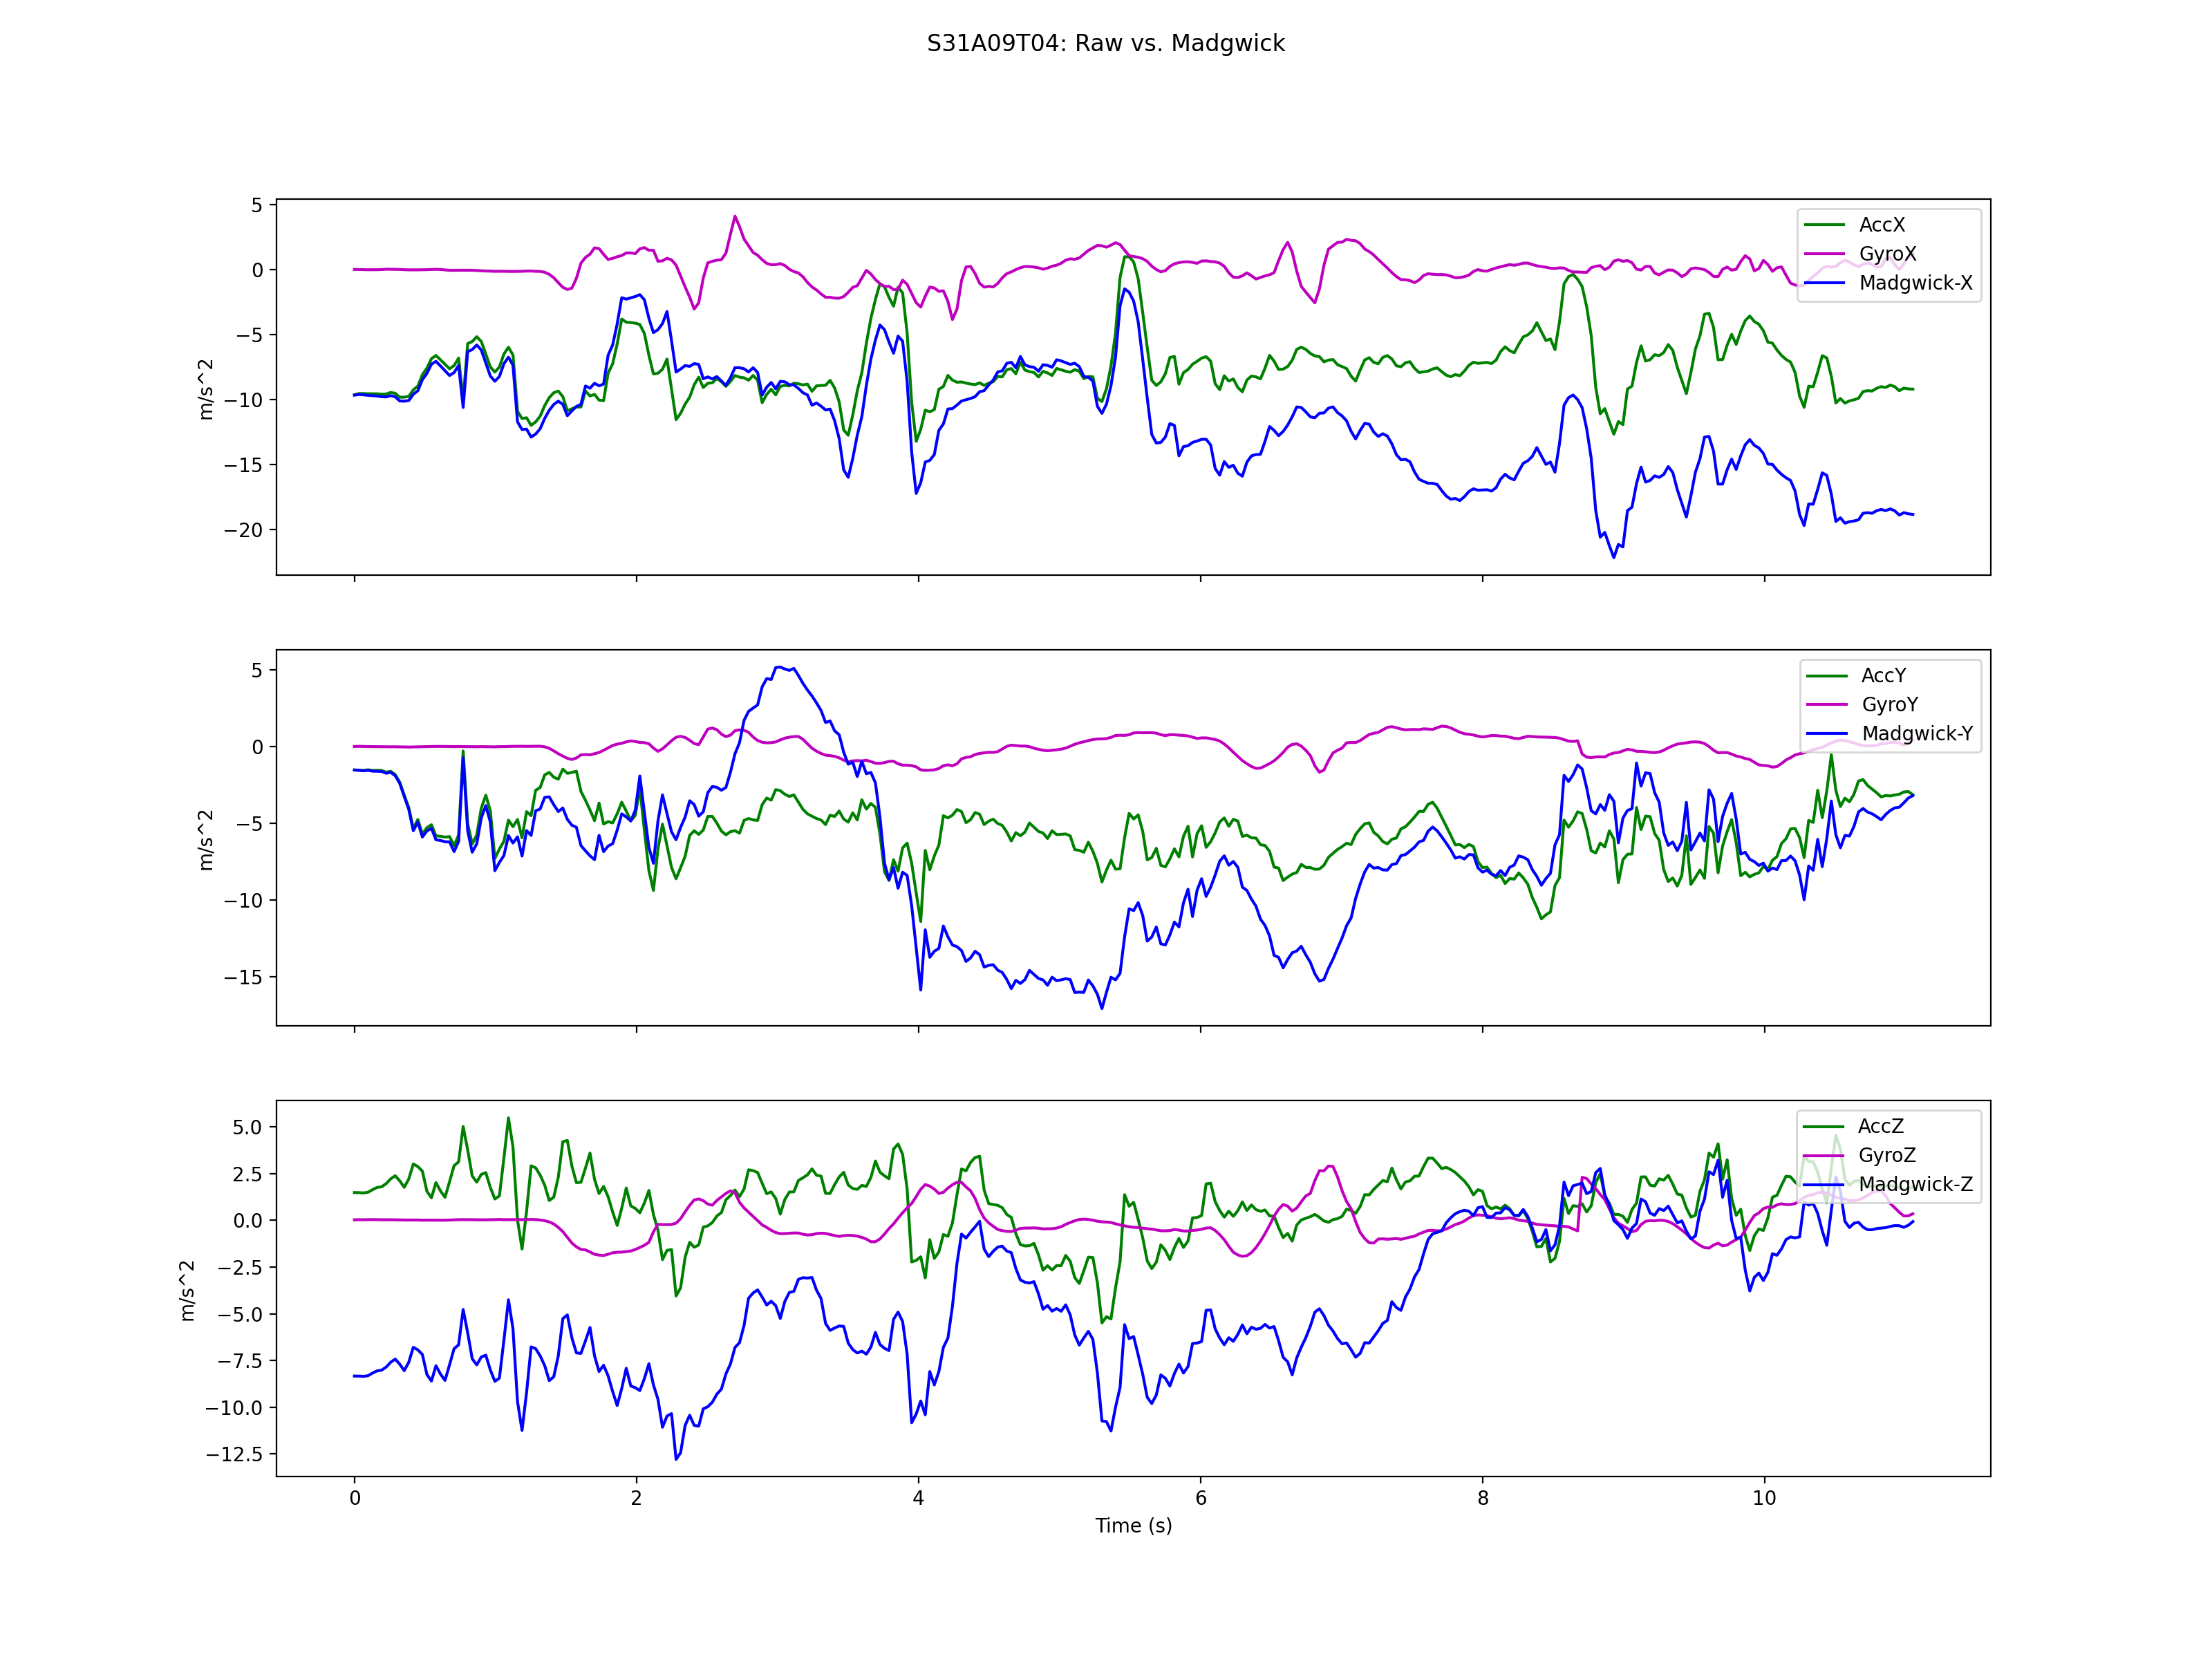 S31A09T04: Raw vs. Madgwick
5
0
−5
−10
−15
−20
m/s^2
AccX
GyroX
Madgwick-X
5
0
−5
−10
−15
m/s^2
AccY
GyroY
Madgwick-Y
5.0
2.5
0.0
−2.5
−5.0
−7.5
−10.0
−12.5
m/s^2
AccZ
GyroZ
Madgwick-Z
0 2 4 6 8 10
Time (s)